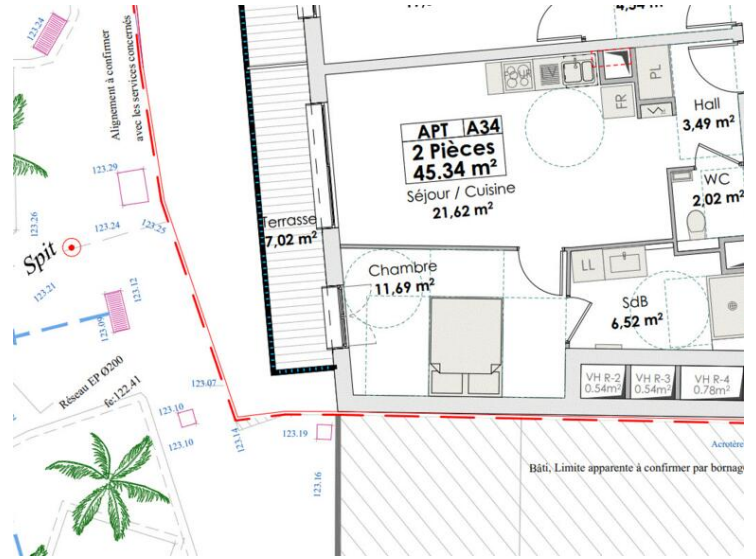 4,54 m²
123.24
Alignement à confirmer
avec les services concernés
PL
FR
FOUR
Hall
3,49 m²
APT A34
2 Pièces
45.34 m²
Séjour / Cuisine
21,62 m²
WC
2,02 m²
123.29
123.26
123.24
123.25
Terrasse
7,02 m²
Spit
123.21
123.12
123.09
Chambre
11,69 m²
LL
SdB
6,52 m²
Réseau EP Ø200
fe:122.41
123.07
VH R-2
0.54m²
VH R-3
0.54m²
VH R-4
0.78m²
123.10
123.10
123.14
123.19
123.16
Acrotère
Bâti, Limite apparente à confirmer par bornage